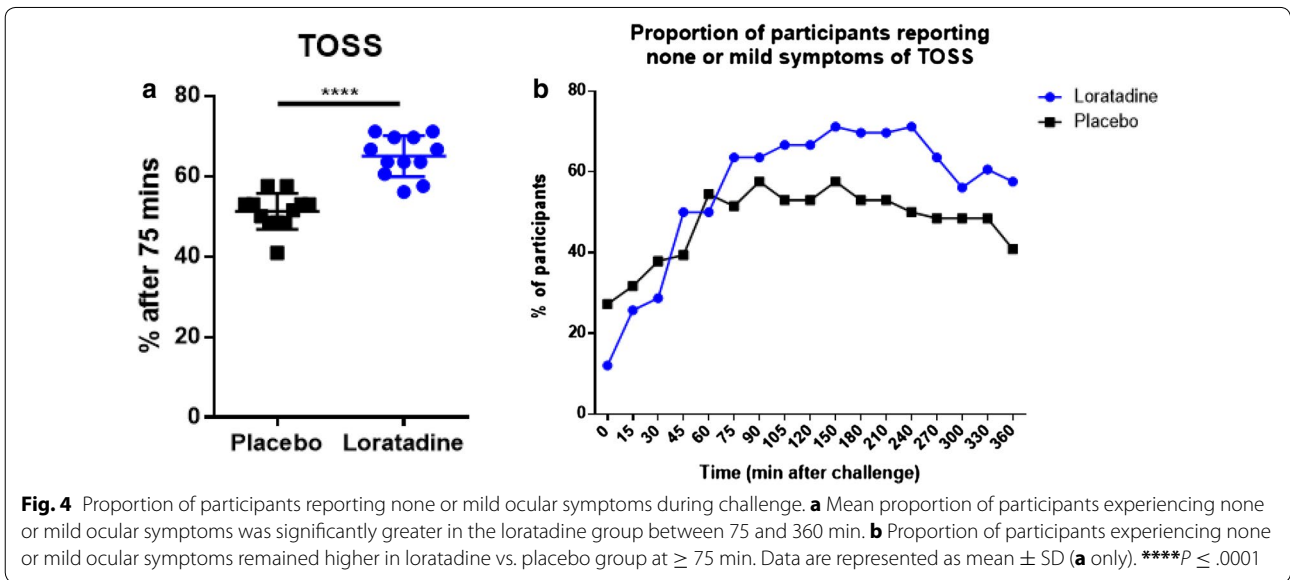 TOSS
a
****
80
60
40
20
0
% after 75 mins
Placebo Loratadine
Proportion of participants reporting
none or mild symptoms of TOSS
b
80
60
40
20
0
% of participants
0 15 30 45 60 75 90 105 120 150 180 210 240 270 300 330 360
Time (min after challenge)
Loratadine
Placebo
Fig. 4 Proportion of participants reporting none or mild ocular symptoms during challenge. a Mean proportion of participants experiencing none
or mild ocular symptoms was significantly greater in the loratadine group between 75 and 360 min. b Proportion of participants experiencing none
or mild ocular symptoms remained higher in loratadine vs. placebo group at ≥ 75 min. Data are represented as mean ± SD (a only). ****P ≤ .0001